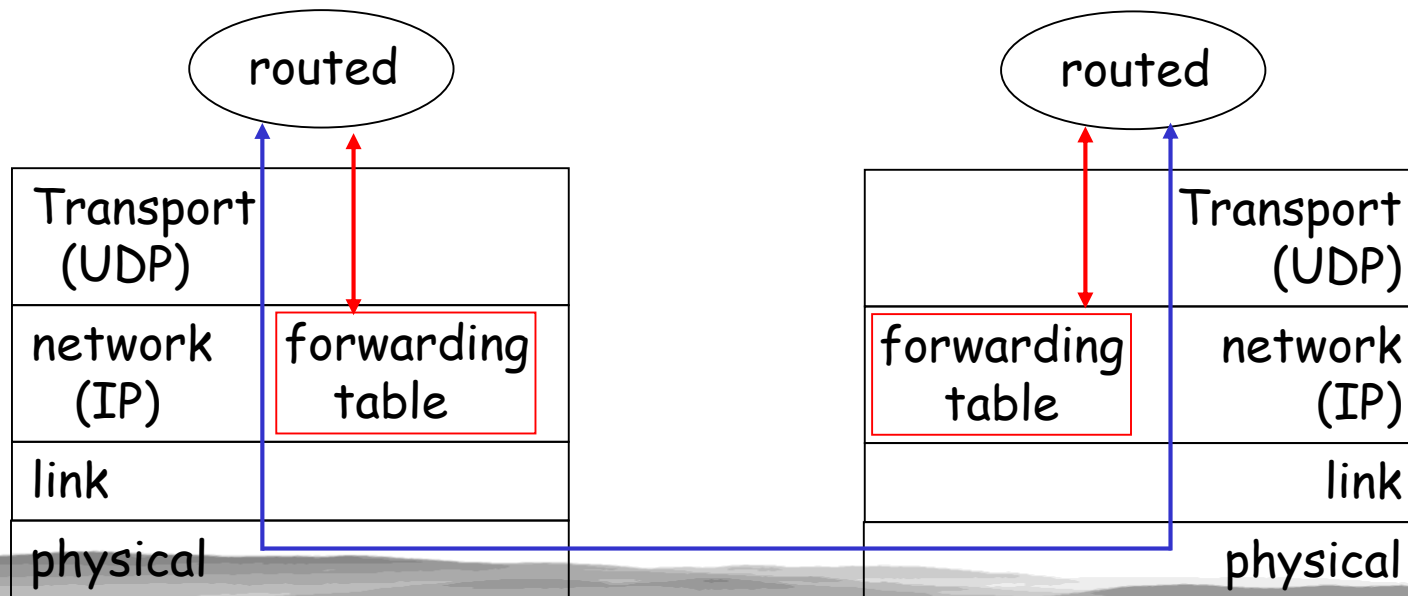 routed
routed
Transport
(UDP)
network
(IP)
forwarding
table
link
physical
Transport
(UDP)
forwarding
table
network
(IP)
link
physical